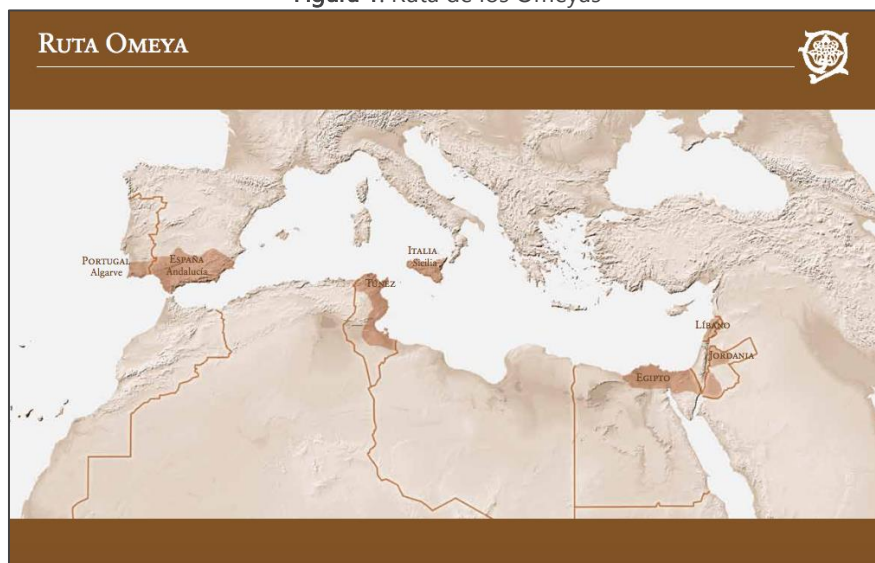 Figura 1. Ruta de los Omeyas
RUTA OMEYA
PORTUGAL
Algarve
ESPAÑA
Andalucía
ITALIA
Sicilia
TÚNEZ
LÍBANO
JORDANIA
EGIPTO